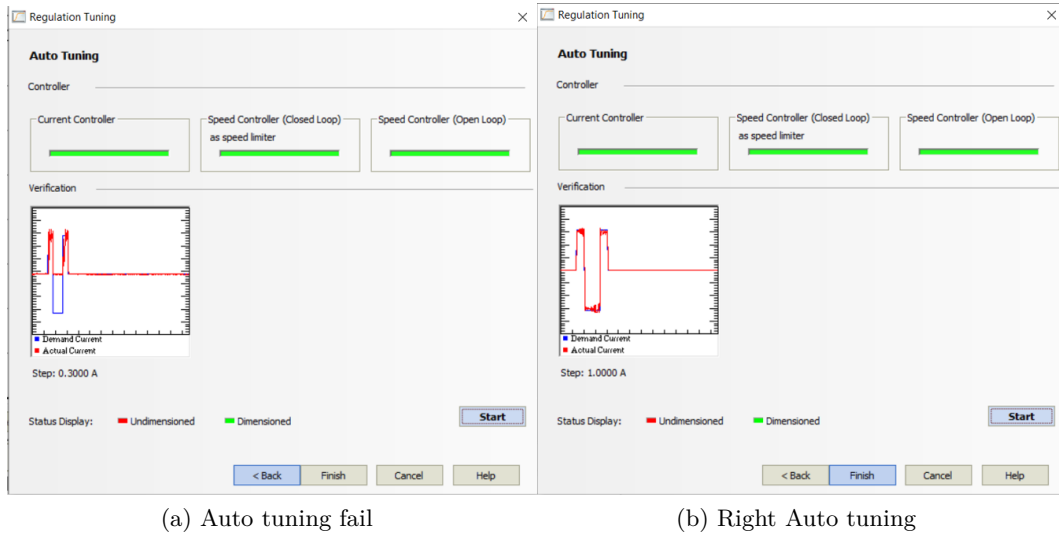 Regulation Tuning
Auto Tuning
Controller
Current Controller
Speed Controller (Closed Loop)
as speed limiter
Speed Controller (Open Loop)
Verification
Demand Current
Actual Current
Step: 0.3000 A
Status Display:
Undimensioned
Dimensioned
Start
< Back
Finish
Cancel
Help
(a) Auto tuning fail
Regulation Tuning
Auto Tuning
Controller
Current Controller
Speed Controller (Closed Loop)
as speed limiter
Speed Controller (Open Loop)
Verification
Demand Current
Actual Current
Step: 1.0000 A
Status Display:
Undimensioned
Dimensioned
Start
< Back
Finish
Cancel
Help
(b) Right Auto tuning